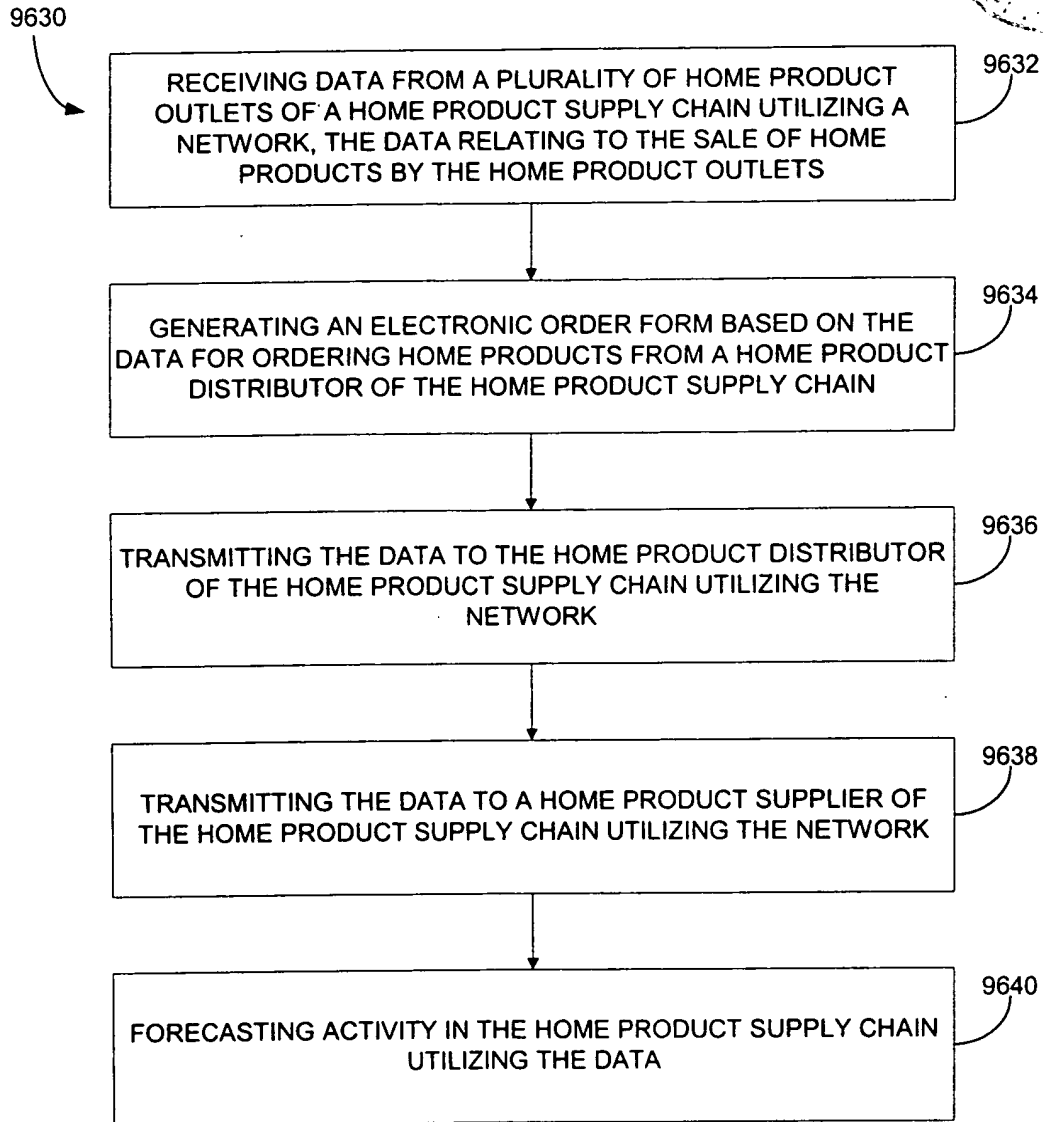 9630
9632
RECEIVING DATA FROM A PLURALITY OF HOME PRODUCT
OUTLETS OF A HOME PRODUCT SUPPLY CHAIN UTILIZING A
NETWORK, THE DATA RELATING TO THE SALE OF HOME
PRODUCTS BY THE HOME PRODUCT OUTLETS
9634
GENERATING AN ELECTRONIC ORDER FORM BASED ON THE
DATA FOR ORDERING HOME PRODUCTS FROM A HOME PRODUCT
DISTRIBUTOR OF THE HOME PRODUCT SUPPLY CHAIN
9636
TRANSMITTING THE DATA TO THE HOME PRODUCT DISTRIBUTOR
OF THE HOME PRODUCT SUPPLY CHAIN UTILIZING THE
NETWORK
9638
TRANSMITTING THE DATA TO A HOME PRODUCT SUPPLIER OF
THE HOME PRODUCT SUPPLY CHAIN UTILIZING THE NETWORK
9640
FORECASTING ACTIVITY IN THE HOME PRODUCT SUPPLY CHAIN
UTILIZING THE DATA